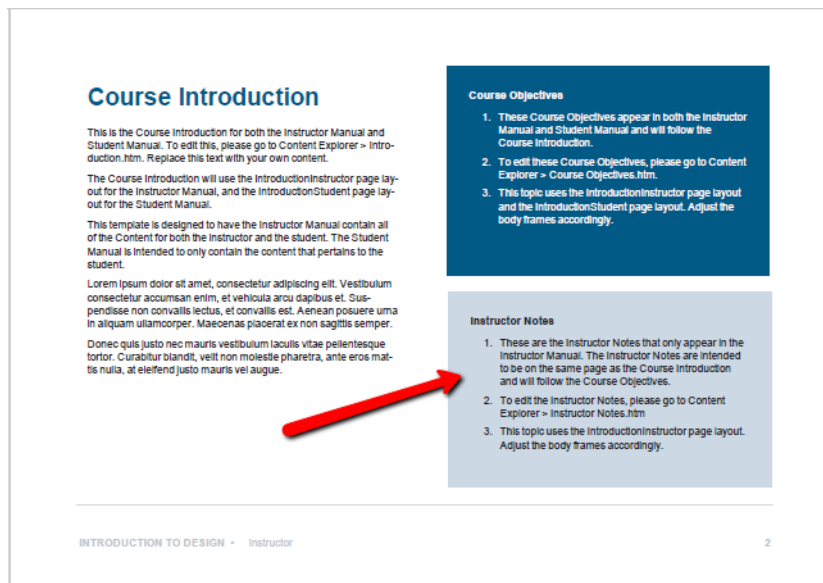 Course Introduction
This is the Course Introduction for both the Instructor Manual and
Student Manual. To edit this, please go to Content Explorer > Intro-
duction.htm. Replace this text with your own content.
The Course Introduction will use the IntroductionInstructor page lay-
out for the Instructor Manual, and the IntroductionStudent page lay-
out for the Student Manual.
This template is designed to have the Instructor Manual contain all
of the Content for both the instructor and the student. The Student
Manual is intended to only contain the content that pertains to the
student.
Lorem ipsum dolor sit amet, consectetur adipiscing elit. Vestibulum
consectetur accumsan enim, et vehicula arcu dapibus et. Sus-
pendisse non convallis lectus, et convallis est. Aenean posuere urna
in aliquam ullamcorper. Maecenas placerat ex non sagittis semper.
Donec quis justo nec mauris vestibulum iaculis vitae pellentesque
tortor. Curabitur blandit, velit non molestie pharetra, ante eros mat-
tis nulla, at eleifend justo mauris vel augue.
Course Objectives
1. These Course Objectives appear in both the Instructor
Manual and Student Manual and will follow the
Course Introduction.
2. To edit these Course Objectives, please go to Content
Explorer > Course Objectives.htm.
3. This topic uses the IntroductionInstructor page layout
and the IntroductionStudent page layout. Adjust the
body frames accordingly.
Instructor Notes
1. These are the Instructor Notes that only appear in the
Instructor Manual. The Instructor Notes are intended
to be on the same page as the Course Introduction
and will follow the Course Objectives.
2. To edit the Instructor Notes, please go to Content
Explorer > Instructor Notes.htm
3. This topic uses the IntroductionInstructor page layout.
Adjust the body frames accordingly.
INTRODUCTION TO DESIGN • Instructor
2